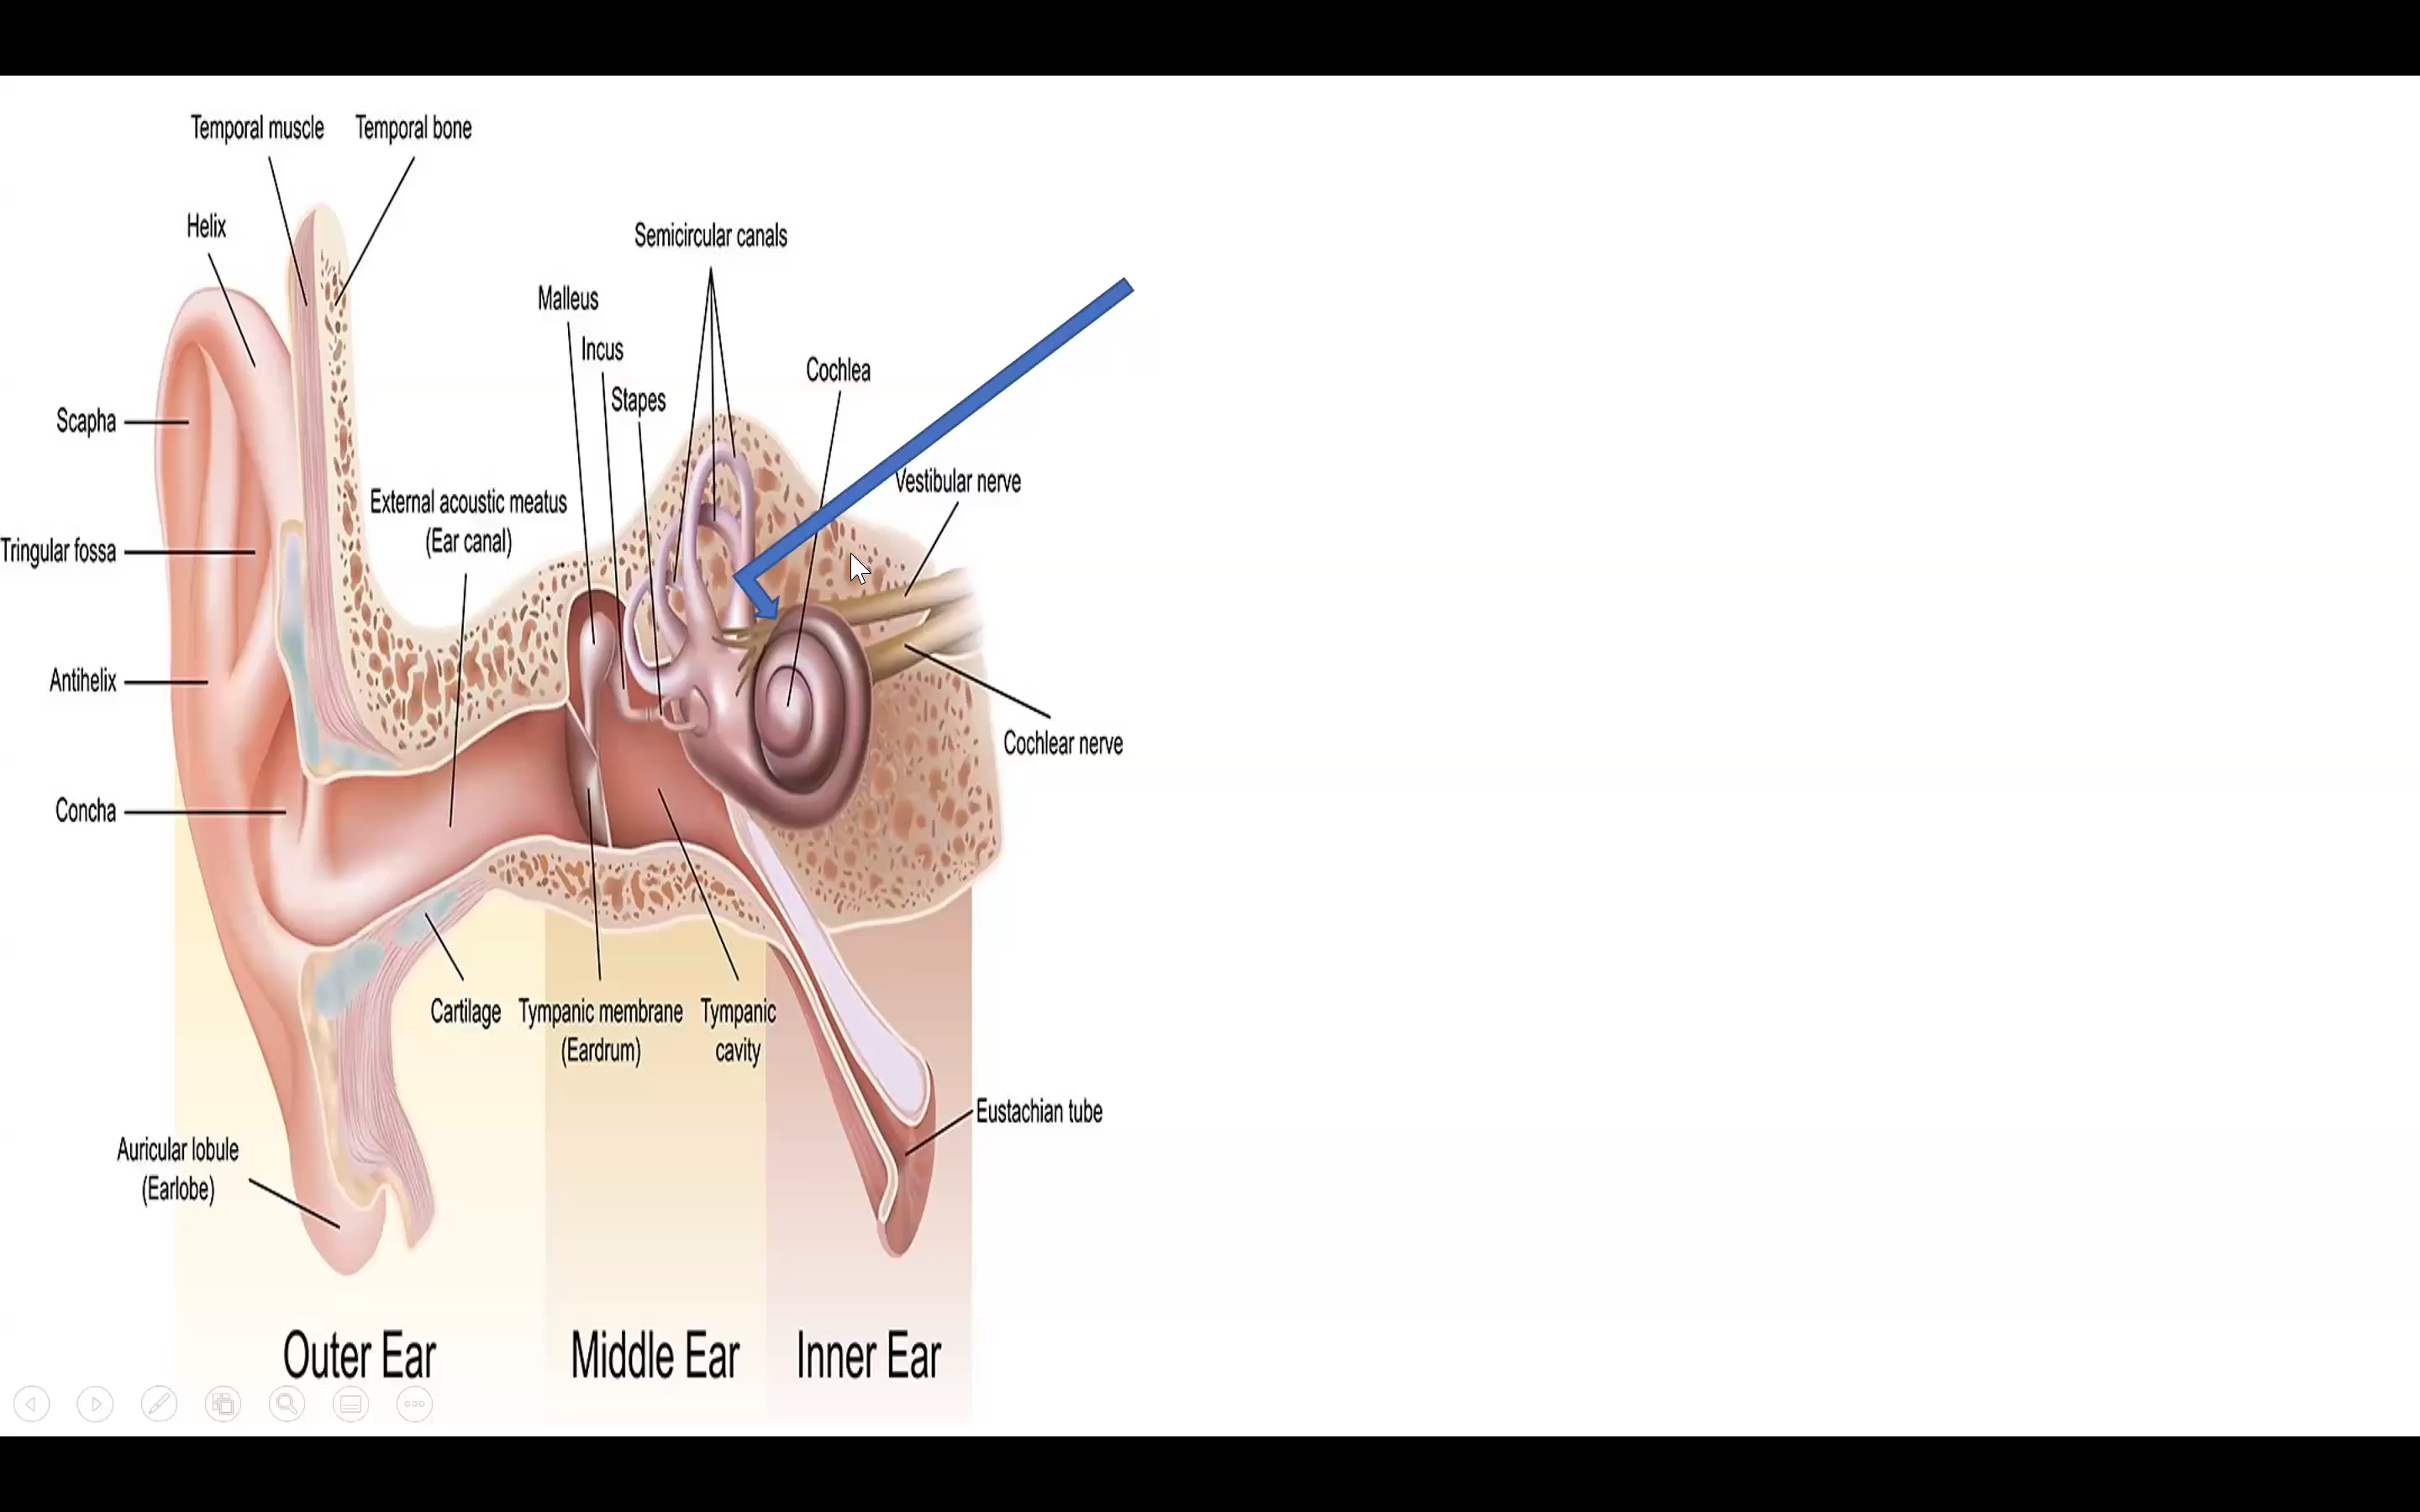 Temporal muscle
Temporal bone
Helix
Semicircular canals
Malleus
Incus
Cochlea
Stapes
Scapha
Vestibular nerve
External acoustic meatus
(Ear canal)
Tringular fossa
Antihelix
Cochlear nerve
Concha
Cartilage
Tympanic membrane
(Eardrum)
Tympanic
cavity
Eustachian tube
Auricular lobule
(Earlobe)
Outer Ear
Middle Ear
Inner Ear